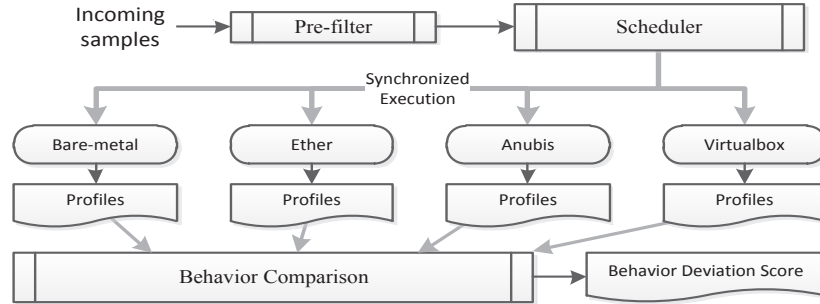 Incoming
samples
Pre-filter
Scheduler
Synchronized
Execution
Bare-metal
Ether
Anubis
Virtualbox
Profiles
Profiles
Profiles
Profiles
Behavior Comparison
Behavior Deviation Score